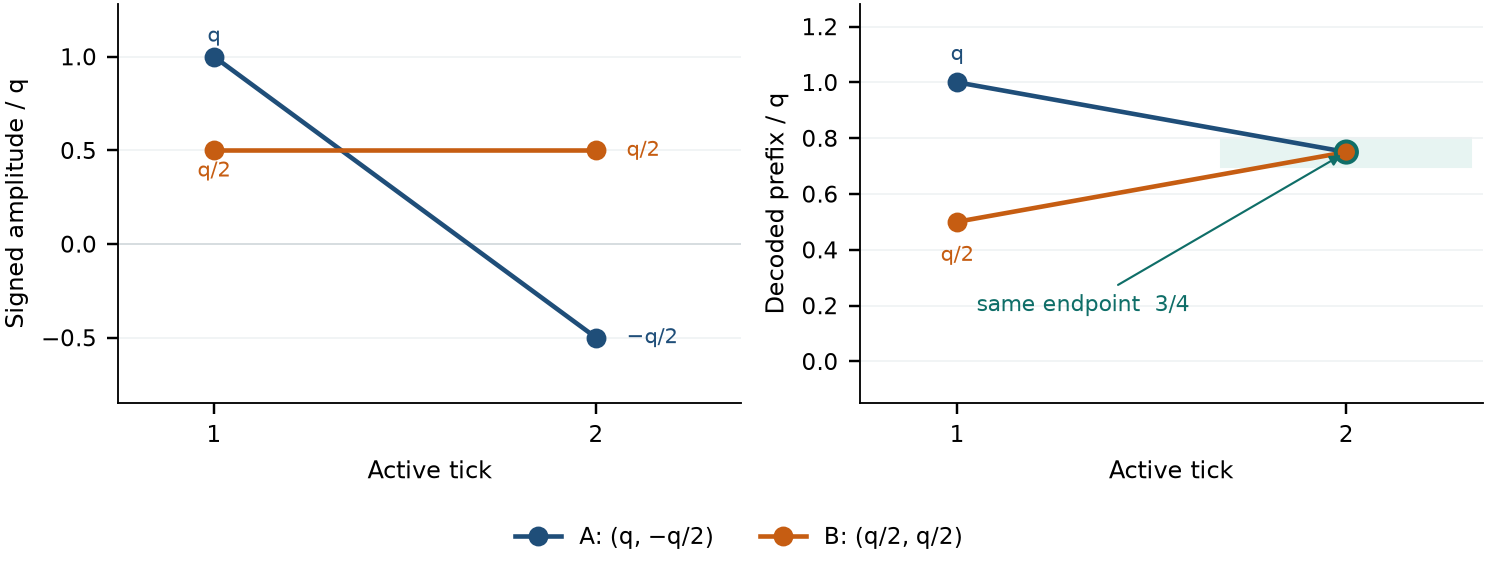 Signed amplitude / q
1.0
0.5
0.0
−0.5
q
q/2
q/2
−q/2
1
2
Active tick
Decoded prefix / q
1.2
1.0
0.8
0.6
0.4
0.2
0.0
q
q/2
same endpoint 3/4
1
2
Active tick
A: (q, −q/2)
B: (q/2, q/2)